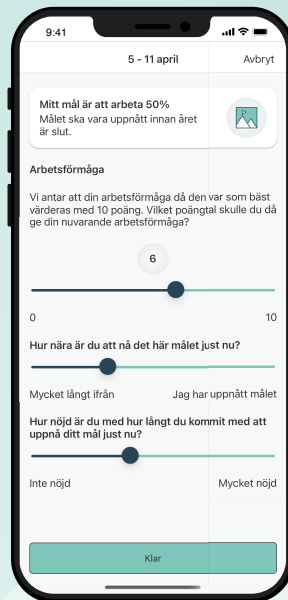 9:41
5 - 11 april
Avbryt
Mitt mål är att arbeta 50%
Målet ska vara uppnått innan året
är slut.
Arbetsförmåga
Vi antar att din arbetsförmåga då den var som bäst
värderas med 10 poäng. Vilket poängtal skulle du då
ge din nuvarande arbetsförmåga?
6
0
10
Hur nära är du att nå det här målet just nu?
Mycket långt ifrån
Jag har uppnått målet
Hur nöjd är du med hur långt du kommit med att
uppnå ditt mål just nu?
Inte nöjd
Mycket nöjd
Klar